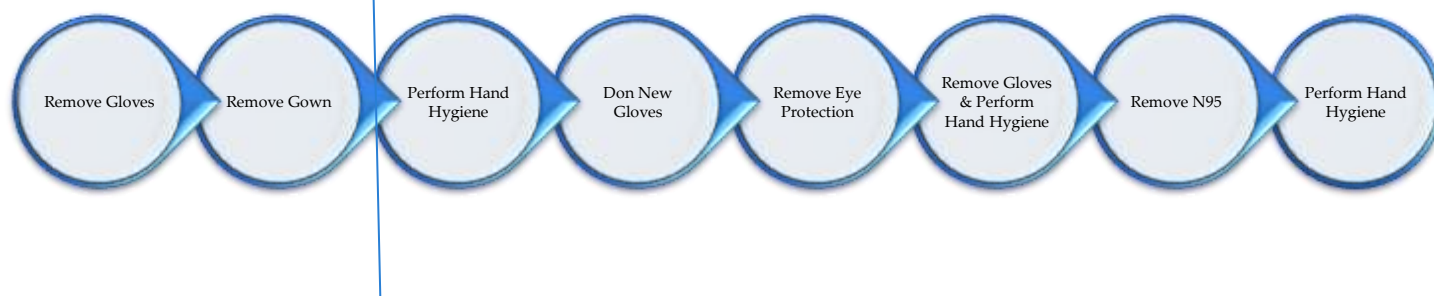 Remove Gloves
Remove Gown
Perform Hand
Hygiene
Don New
Gloves
Remove Eye
Protection
Remove Gloves
& Perform
Hand Hygiene
Remove N95
Perform Hand
Hygiene